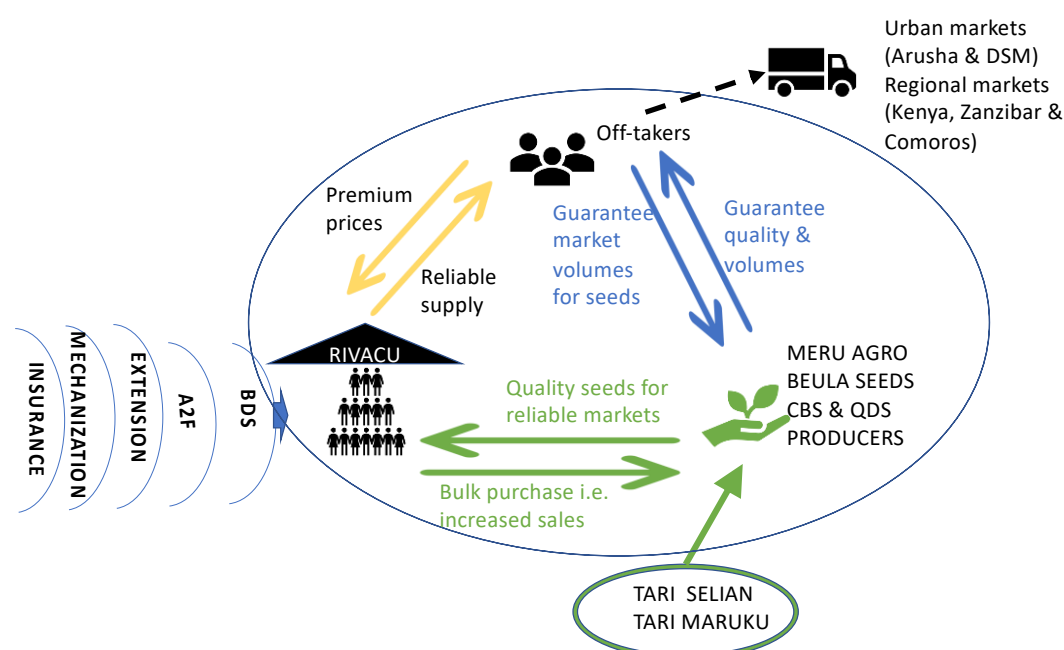 Urban markets
(Arusha & DSM)
Regional markets
(Kenya, Zanzibar &
Comoros)
Off-takers
Premium
prices
Reliable
supply
Guarantee
market
volumes
for seeds
Guarantee
quality &
volumes
INSURANCE
MECHANIZATION
EXTENSION
A2F
BDS
RIVACU
Quality seeds for
reliable markets
Bulk purchase i.e.
increased sales
MERU AGRO
BEULA SEEDS
CBS & QDS
PRODUCERS
TARI SELIAN
TARI MARUKU